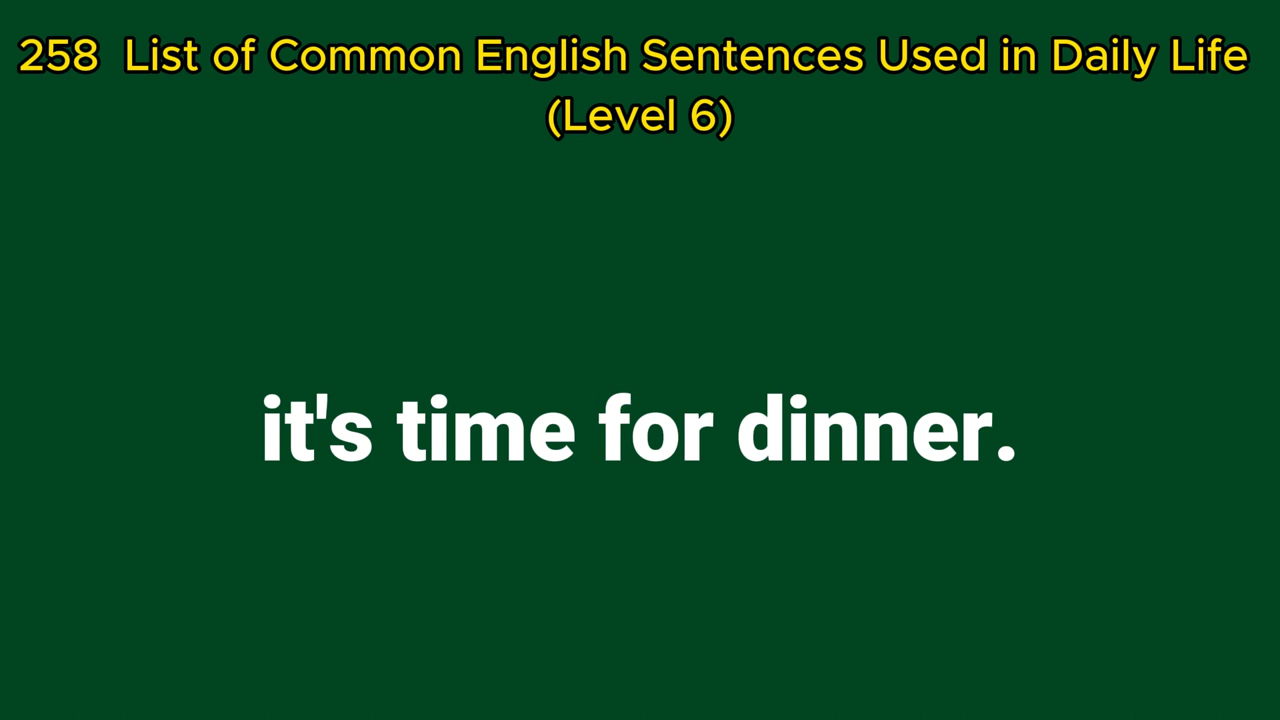 258 List of Common English Sentences Used in Daily Life
(Level 6)
it's time for dinner.